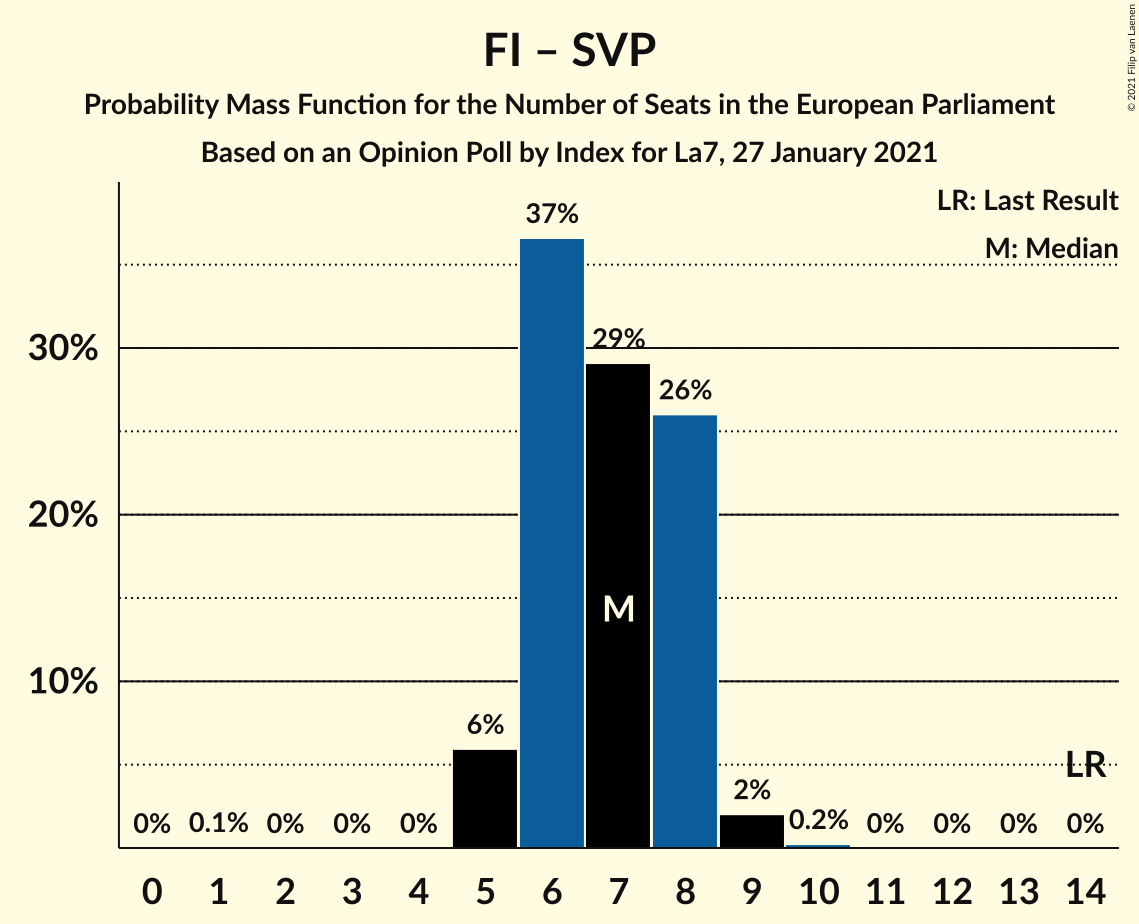 FI – SVP
Probability Mass Function for the Number of Seats in the European Parliament
Based on an Opinion Poll by Index for La7, 27 January 2021
© 2021 Filip van Laenen
LR: Last Result
M: Median
37%
29%
30%
26%
20%
M
10%
6%
LR
2%
0% 0.1% 0% 0% 0% 0.2% 0% 0% 0% 0%
0 1 2 3 4 5 6 7 8 9 10 11 12 13 14